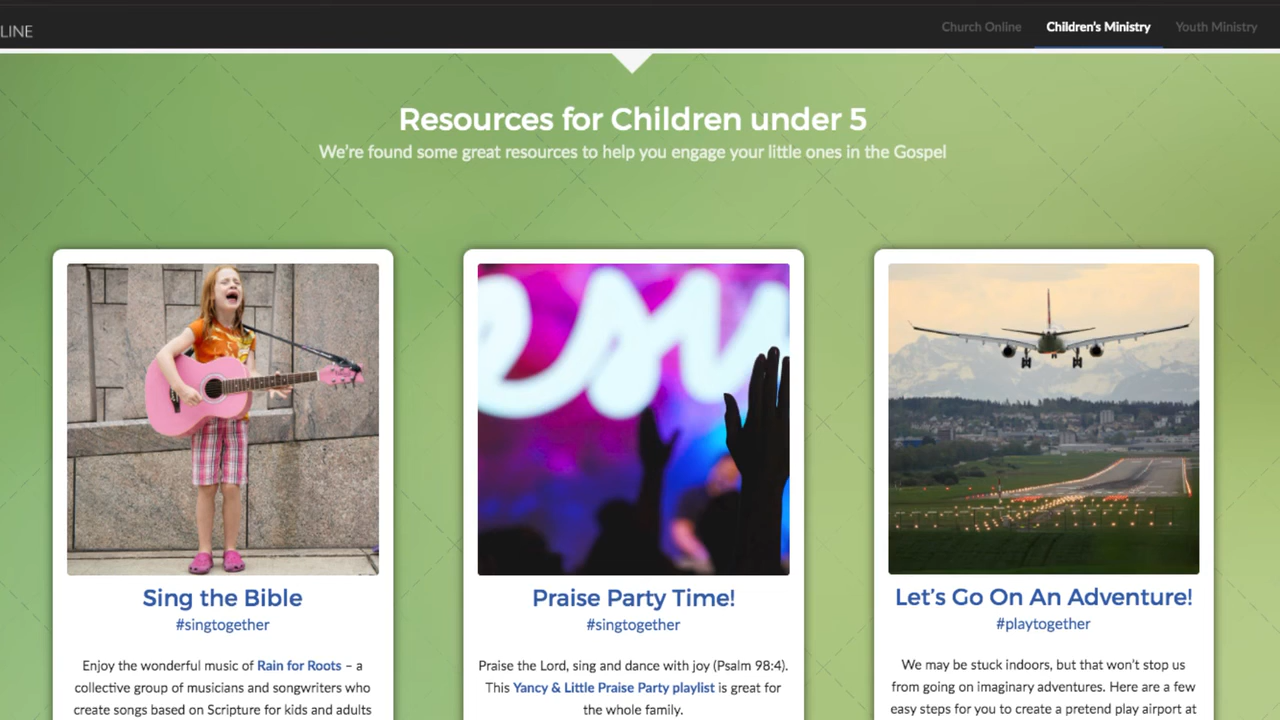 LINE
Church Online
Children's Ministry
Youth Ministry
Resources for Children under 5
We're found some great resources to help you engage your little ones in the Gospel
esu
Sing the Bible
#singtogether
Enjoy the wonderful music of Rain for Roots – a
collective group of musicians and songwriters who
create songs based on Scripture for kids and adults
Praise Party Time!
#singtogether
Praise the Lord, sing and dance with joy (Psalm 98:4).
This Yancy & Little Praise Party playlist is great for
the whole family.
Let's Go On An Adventure!
#playtogether
We may be stuck indoors, but that won't stop us
from going on imaginary adventures. Here are a few
easy steps for you to create a pretend play airport at